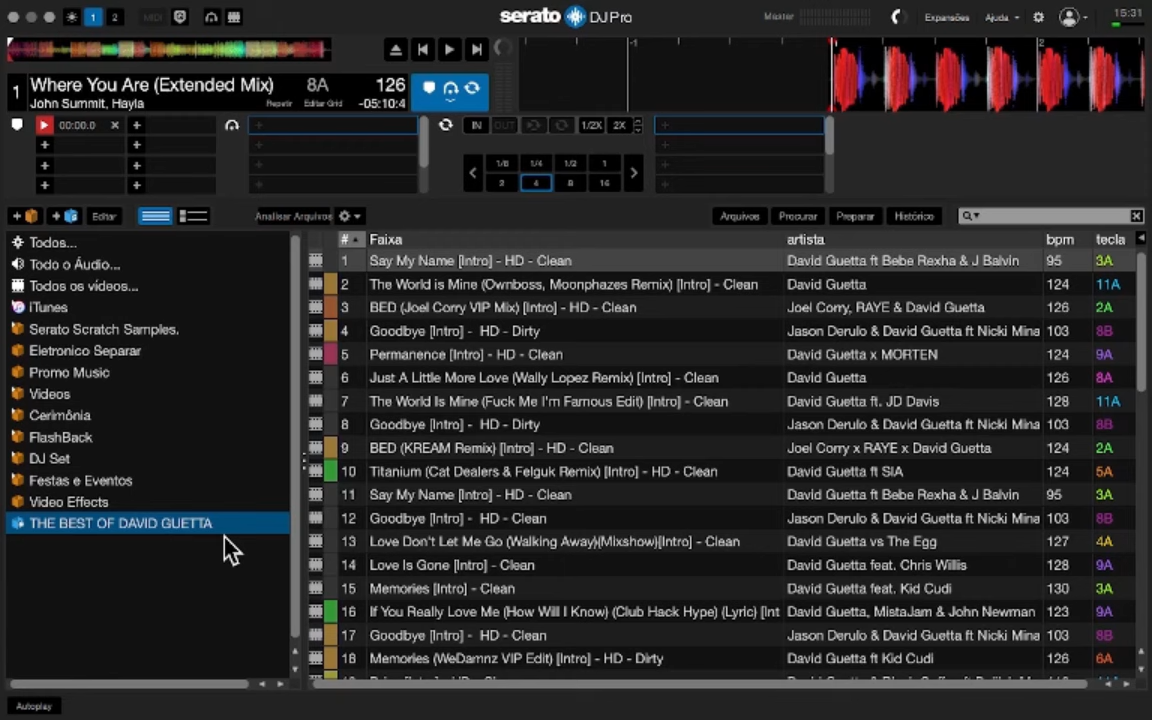 1 2 MIDI serato DJ Pro Master Expansões Ajuda 15:31
1 Where You Are (Extended Mix) 8A 126
John Summit, Hayla Repetir Editar Grid -05:10:4
-1 1 2
00:00.0
IN OUT 1/2X 2X
1/8 1/4 1/2 1
2 4 8 16
Editar Analisar Arquivos Arquivos Procurar Preparar Histórico
Todos...
Todo o Áudio...
Todos os vídeos...
iTunes
Serato Scratch Samples.
Eletronico Separar
Promo Music
Videos
Cerimônia
FlashBack
DJ Set
Festas e Eventos
Video Effects
THE BEST OF DAVID GUETTA
# Faixa artista bpm tecla
1 Say My Name [Intro] - HD - Clean David Guetta ft Bebe Rexha & J Balvin 95 3A
2 The World is Mine (Ownboss, Moonphazes Remix) [Intro] - Clean David Guetta 124 11A
3 BED (Joel Corry VIP Mix) [Intro] - HD - Clean Joel Corry, RAYE & David Guetta 126 2A
4 Goodbye [Intro] - HD - Dirty Jason Derulo & David Guetta ft Nicki Mina 103 8B
5 Permanence [Intro] - HD - Clean David Guetta x MORTEN 124 9A
6 Just A Little More Love (Wally Lopez Remix) [Intro] - Clean David Guetta 126 8A
7 The World Is Mine (Fuck Me I'm Famous Edit) [Intro] - Clean David Guetta ft. JD Davis 128 11A
8 Goodbye [Intro] - HD - Dirty Jason Derulo & David Guetta ft Nicki Mina 103 8B
9 BED (KREAM Remix) [Intro] - HD - Clean Joel Corry x RAYE x David Guetta 124 2A
10 Titanium (Cat Dealers & Felguk Remix) [Intro] - HD - Clean David Guetta ft SIA 124 5A
11 Say My Name [Intro] - HD - Clean David Guetta ft Bebe Rexha & J Balvin 95 3A
12 Goodbye [Intro] - HD - Clean Jason Derulo & David Guetta ft Nicki Mina 103 8B
13 Love Don't Let Me Go (Walking Away)(Mixshow)[Intro] - Clean David Guetta vs The Egg 127 4A
14 Love Is Gone [Intro] - Clean David Guetta feat. Chris Willis 128 9A
15 Memories [Intro] - Clean David Guetta feat. Kid Cudi 130 3A
16 If You Really Love Me (How Will I Know) (Club Hack Hype) (Lyric) [Int David Guetta, MistaJam & John Newman 123 9A
17 Goodbye [Intro] - HD - Clean Jason Derulo & David Guetta ft Nicki Mina 103 8B
18 Memories (WeDamnz VIP Edit) [Intro] - HD - Dirty David Guetta ft Kid Cudi 126 6A
Autoplay